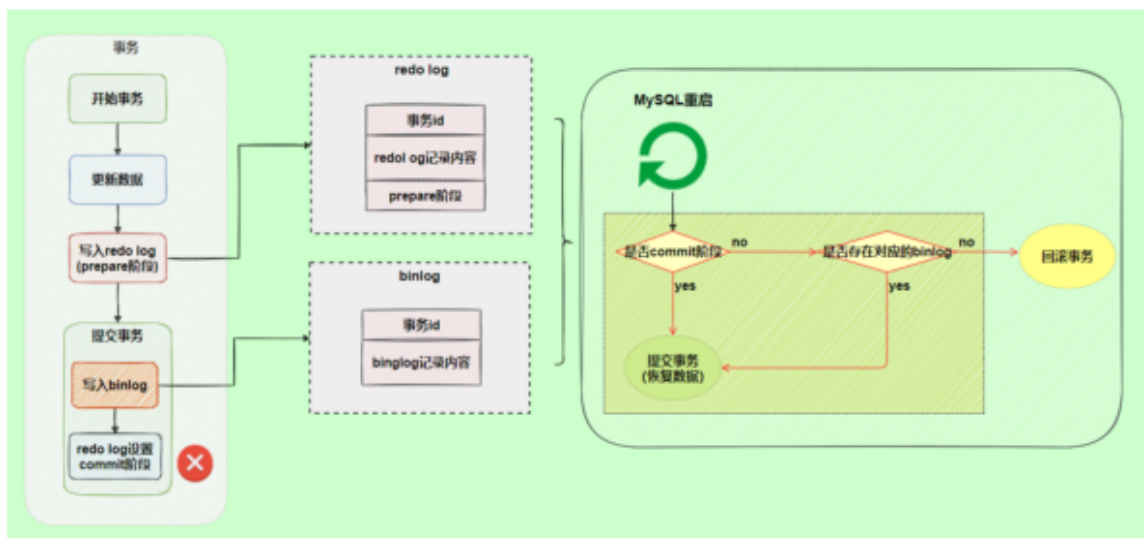 事务
开始事务
更新数据
写入redo log
(prepare阶段)
提交事务
写入binlog
redo log设置
commit阶段
redo log
事务id
redol og记录内容
prepare阶段
binlog
事务id
binglog记录内容
MySQL重启
是否commit阶段
no
是否存在对应的binlog
no
回滚事务
yes
yes
提交事务
(恢复数据)